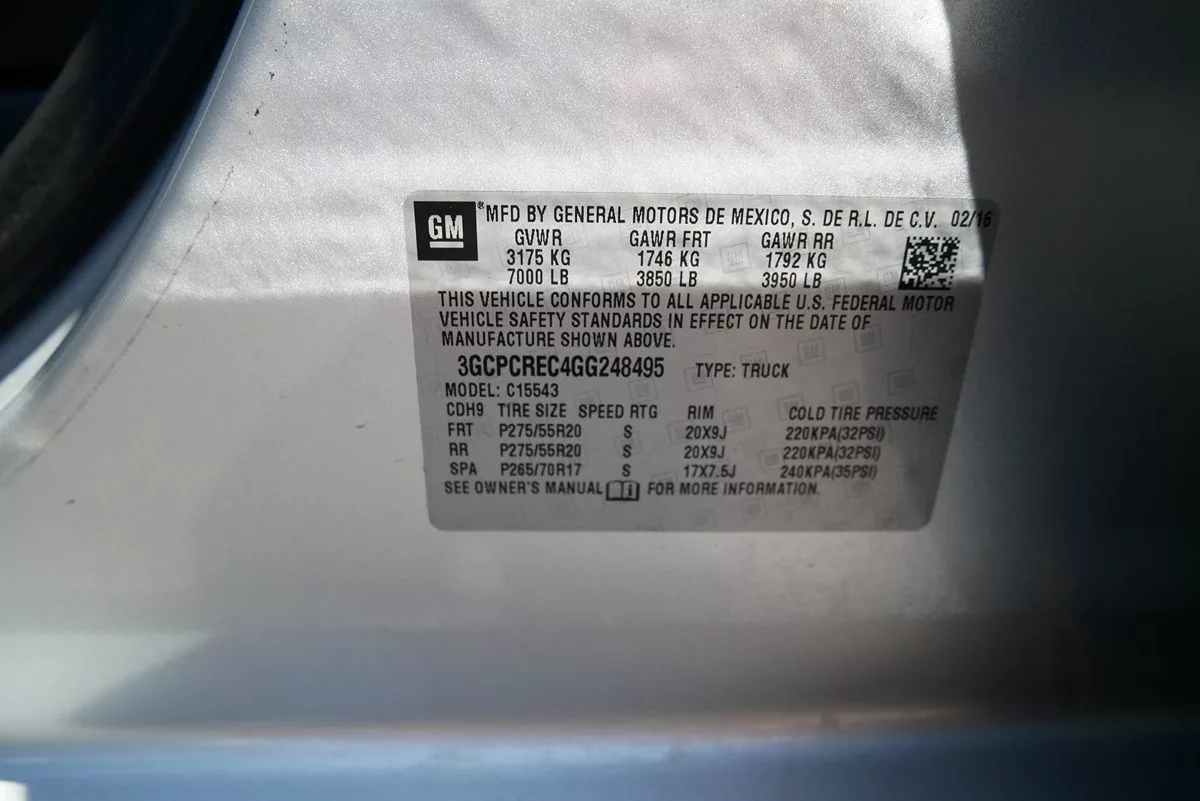 GM ® MFD BY GENERAL MOTORS DE MEXICO, S. DE R.L. DE C.V. 02/16
GVWR GAWR FRT GAWR RR
3175 KG 1746 KG 1792 KG
7000 LB 3850 LB 3950 LB
THIS VEHICLE CONFORMS TO ALL APPLICABLE U.S. FEDERAL MOTOR
VEHICLE SAFETY STANDARDS IN EFFECT ON THE DATE OF
MANUFACTURE SHOWN ABOVE.
3GCPCREC4GG248495 TYPE: TRUCK
MODEL: C15543
CDH9 TIRE SIZE SPEED RTG RIM COLD TIRE PRESSURE
FRT P275/55R20 S 20X9J 220KPA(32PSI)
RR P275/55R20 S 20X9J 220KPA(32PSI)
SPA P265/70R17 S 17X7.5J 240KPA(35PSI)
SEE OWNER'S MANUAL FOR MORE INFORMATION.